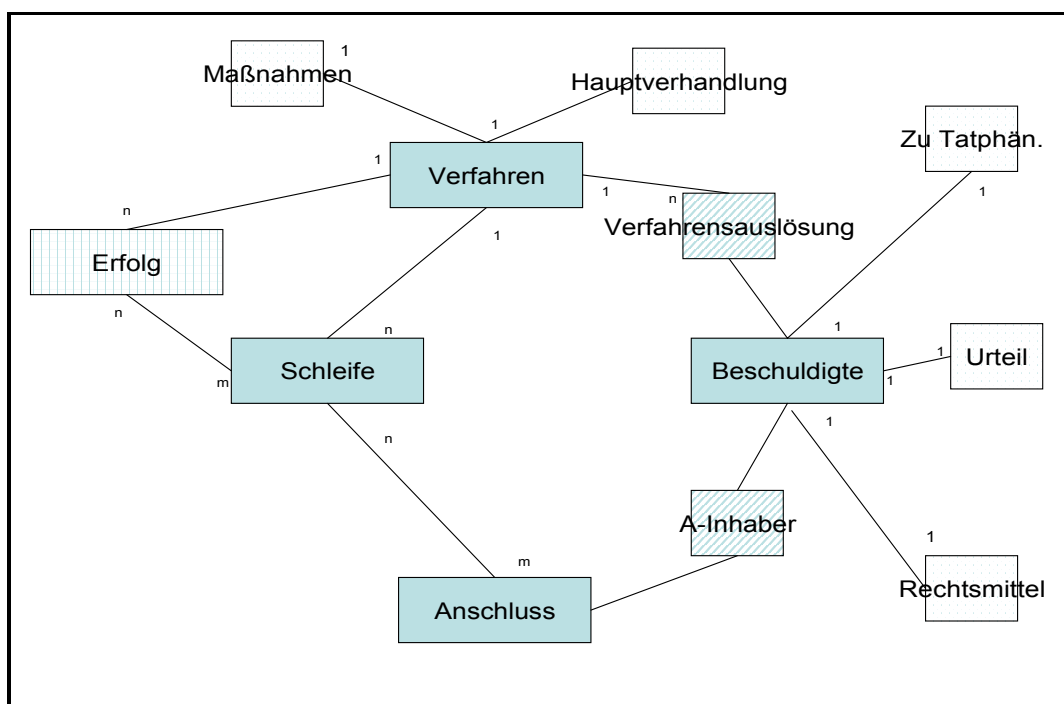 1
Maßnahmen
Hauptverhandlung
1
Zu Tatphän.
1
Verfahren
1
n
1
n
1
Verfahrensauslösung
Erfolg
n
1
n
1
Schleife
m
Beschuldigte
1
1
Urteil
n
1
A-Inhaber
1
m
Anschluss
Rechtsmittel